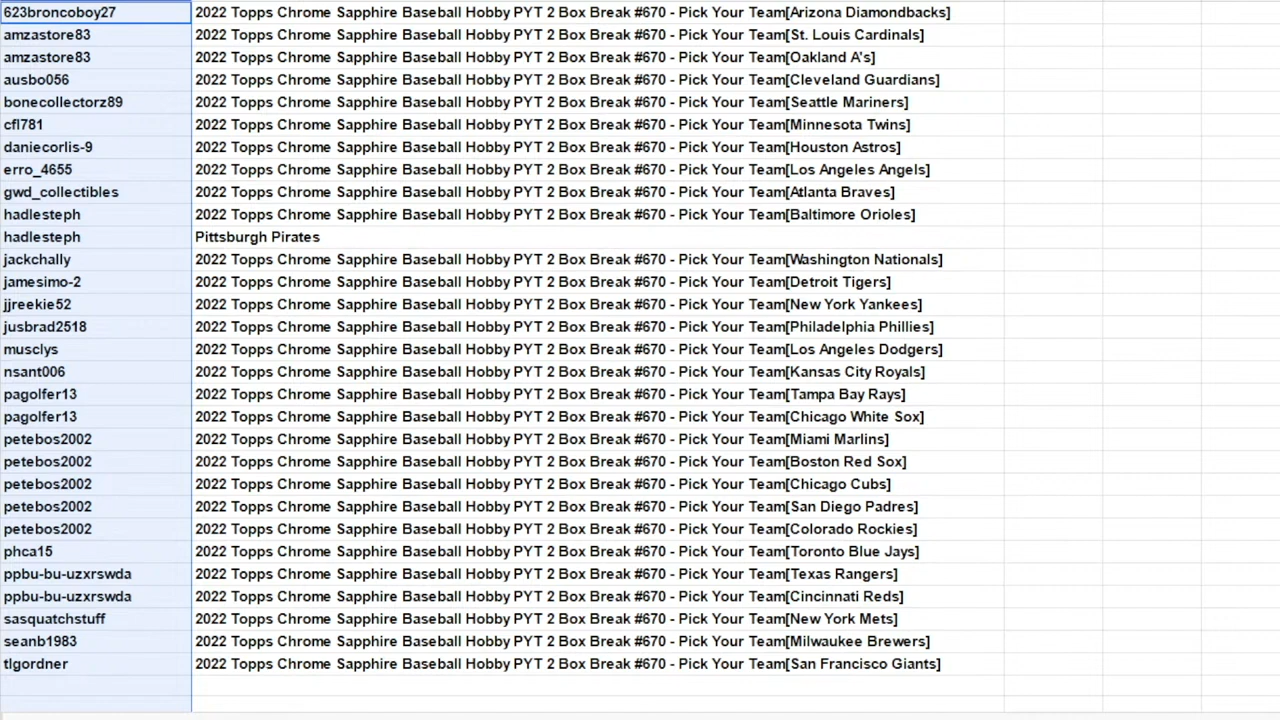 623broncoboy27 2022 Topps Chrome Sapphire Baseball Hobby PYT 2 Box Break #670 - Pick Your Team[Arizona Diamondbacks]
amzastore83 2022 Topps Chrome Sapphire Baseball Hobby PYT 2 Box Break #670 - Pick Your Team[St. Louis Cardinals]
amzastore83 2022 Topps Chrome Sapphire Baseball Hobby PYT 2 Box Break #670 - Pick Your Team[Oakland A's]
ausbo056 2022 Topps Chrome Sapphire Baseball Hobby PYT 2 Box Break #670 - Pick Your Team[Cleveland Guardians]
bonecollectorz89 2022 Topps Chrome Sapphire Baseball Hobby PYT 2 Box Break #670 - Pick Your Team[Seattle Mariners]
cfl781 2022 Topps Chrome Sapphire Baseball Hobby PYT 2 Box Break #670 - Pick Your Team[Minnesota Twins]
daniecorlis-9 2022 Topps Chrome Sapphire Baseball Hobby PYT 2 Box Break #670 - Pick Your Team[Houston Astros]
erro_4655 2022 Topps Chrome Sapphire Baseball Hobby PYT 2 Box Break #670 - Pick Your Team[Los Angeles Angels]
gwd_collectibles 2022 Topps Chrome Sapphire Baseball Hobby PYT 2 Box Break #670 - Pick Your Team[Atlanta Braves]
hadlesteph 2022 Topps Chrome Sapphire Baseball Hobby PYT 2 Box Break #670 - Pick Your Team[Baltimore Orioles]
hadlesteph Pittsburgh Pirates
jackchally 2022 Topps Chrome Sapphire Baseball Hobby PYT 2 Box Break #670 - Pick Your Team[Washington Nationals]
jamesimo-2 2022 Topps Chrome Sapphire Baseball Hobby PYT 2 Box Break #670 - Pick Your Team[Detroit Tigers]
jjreekie52 2022 Topps Chrome Sapphire Baseball Hobby PYT 2 Box Break #670 - Pick Your Team[New York Yankees]
jusbrad2518 2022 Topps Chrome Sapphire Baseball Hobby PYT 2 Box Break #670 - Pick Your Team[Philadelphia Phillies]
musclys 2022 Topps Chrome Sapphire Baseball Hobby PYT 2 Box Break #670 - Pick Your Team[Los Angeles Dodgers]
nsant006 2022 Topps Chrome Sapphire Baseball Hobby PYT 2 Box Break #670 - Pick Your Team[Kansas City Royals]
pagolfer13 2022 Topps Chrome Sapphire Baseball Hobby PYT 2 Box Break #670 - Pick Your Team[Tampa Bay Rays]
pagolfer13 2022 Topps Chrome Sapphire Baseball Hobby PYT 2 Box Break #670 - Pick Your Team[Chicago White Sox]
petebos2002 2022 Topps Chrome Sapphire Baseball Hobby PYT 2 Box Break #670 - Pick Your Team[Miami Marlins]
petebos2002 2022 Topps Chrome Sapphire Baseball Hobby PYT 2 Box Break #670 - Pick Your Team[Boston Red Sox]
petebos2002 2022 Topps Chrome Sapphire Baseball Hobby PYT 2 Box Break #670 - Pick Your Team[Chicago Cubs]
petebos2002 2022 Topps Chrome Sapphire Baseball Hobby PYT 2 Box Break #670 - Pick Your Team[San Diego Padres]
petebos2002 2022 Topps Chrome Sapphire Baseball Hobby PYT 2 Box Break #670 - Pick Your Team[Colorado Rockies]
phca15 2022 Topps Chrome Sapphire Baseball Hobby PYT 2 Box Break #670 - Pick Your Team[Toronto Blue Jays]
ppbu-bu-uzxrswda 2022 Topps Chrome Sapphire Baseball Hobby PYT 2 Box Break #670 - Pick Your Team[Texas Rangers]
ppbu-bu-uzxrswda 2022 Topps Chrome Sapphire Baseball Hobby PYT 2 Box Break #670 - Pick Your Team[Cincinnati Reds]
sasquatchstuff 2022 Topps Chrome Sapphire Baseball Hobby PYT 2 Box Break #670 - Pick Your Team[New York Mets]
seanb1983 2022 Topps Chrome Sapphire Baseball Hobby PYT 2 Box Break #670 - Pick Your Team[Milwaukee Brewers]
tlgordner 2022 Topps Chrome Sapphire Baseball Hobby PYT 2 Box Break #670 - Pick Your Team[San Francisco Giants]